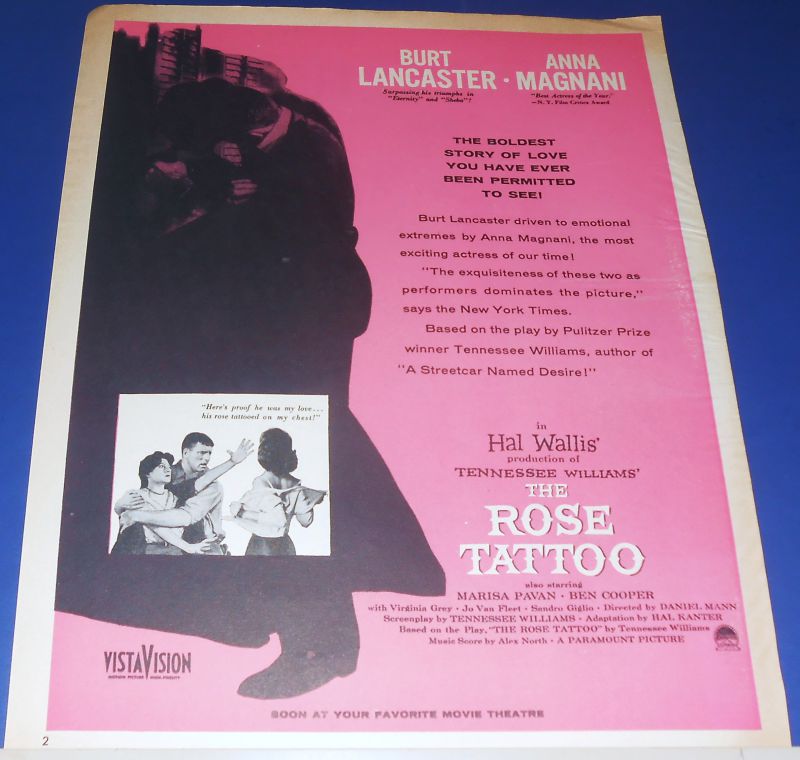 BURT LANCASTER · ANNA MAGNANI
Surpassing his triumphs in
"Eternity" and "Sheba"!
"Best Actress of the Year."
—N. Y. Film Critics Award
THE BOLDEST
STORY OF LOVE
YOU HAVE EVER
BEEN PERMITTED
TO SEE!
Burt Lancaster driven to emotional
extremes by Anna Magnani, the most
exciting actress of our time!
"The exquisiteness of these two as
performers dominates the picture,"
says the New York Times.
Based on the play by Pulitzer Prize
winner Tennessee Williams, author of
"A Streetcar Named Desire!"
"Here's proof he was my love...
his rose tattooed on my chest!"
in
Hal Wallis'
production of
TENNESSEE WILLIAMS'
THE
ROSE
TATTOO
also starring
MARISA PAVAN · BEN COOPER
with Virginia Grey · Jo Van Fleet · Sandro Giglio · Directed by DANIEL MANN
Screenplay by TENNESSEE WILLIAMS · Adaptation by HAL KANTER
Based on the Play, "THE ROSE TATTOO" by Tennessee Williams
Music Score by Alex North · A PARAMOUNT PICTURE
VISTAVISION
MOTION PICTURE HIGH-FIDELITY
SOON AT YOUR FAVORITE MOVIE THEATRE
2